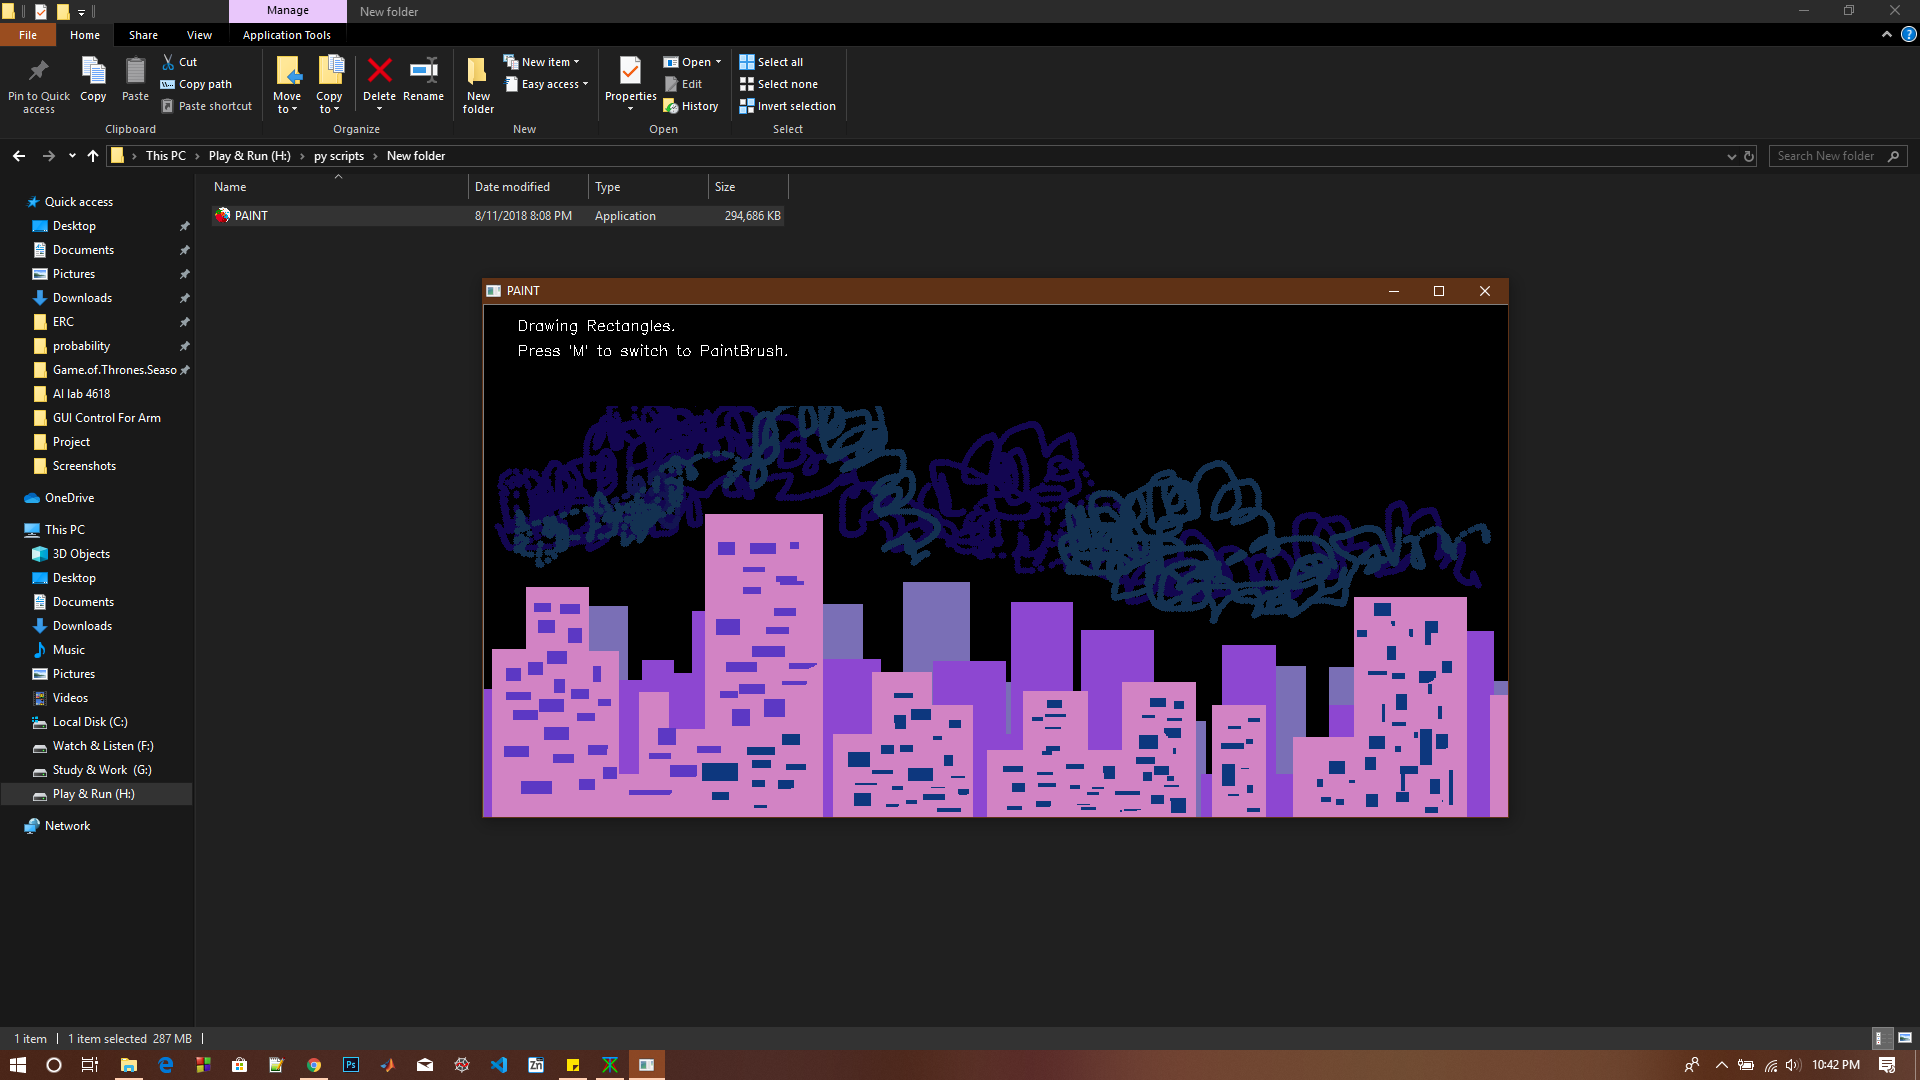 Manage
New folder
File
Home
Share
View
Application Tools
Pin to Quick access
Copy
Paste
Cut
Copy path
Paste shortcut
Clipboard
Move to
Copy to
Delete
Rename
Organize
New folder
New item
Easy access
New
Properties
Open
Edit
History
Open
Select all
Select none
Invert selection
Select
This PC
Play & Run (H:)
py scripts
New folder
Search New folder
Name
Date modified
Type
Size
PAINT
8/11/2018 8:08 PM
Application
294,686 KB
Quick access
Desktop
Documents
Pictures
Downloads
ERC
probability
Game.of.Thrones.Seaso
AI lab 4618
GUI Control For Arm
Project
Screenshots
OneDrive
This PC
3D Objects
Desktop
Documents
Downloads
Music
Pictures
Videos
Local Disk (C:)
Watch & Listen (F:)
Study & Work (G:)
Play & Run (H:)
Network
PAINT
Drawing Rectangles.
Press 'M' to switch to PaintBrush.
1 item
1 item selected 287 MB
Ps
Zn
10:42 PM